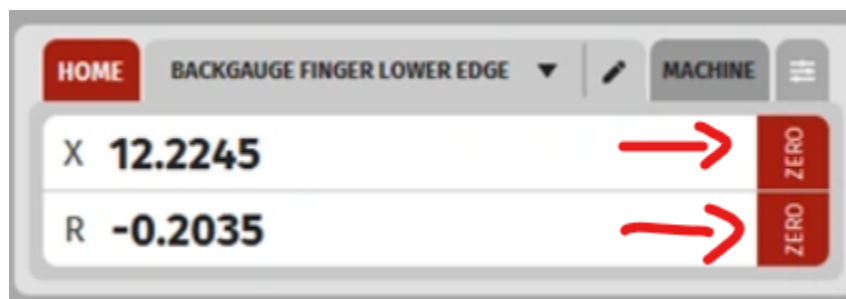 HOME BACKGAUGE FINGER LOWER EDGE MACHINE
X 12.2245 ZERO
R -0.2035 ZERO